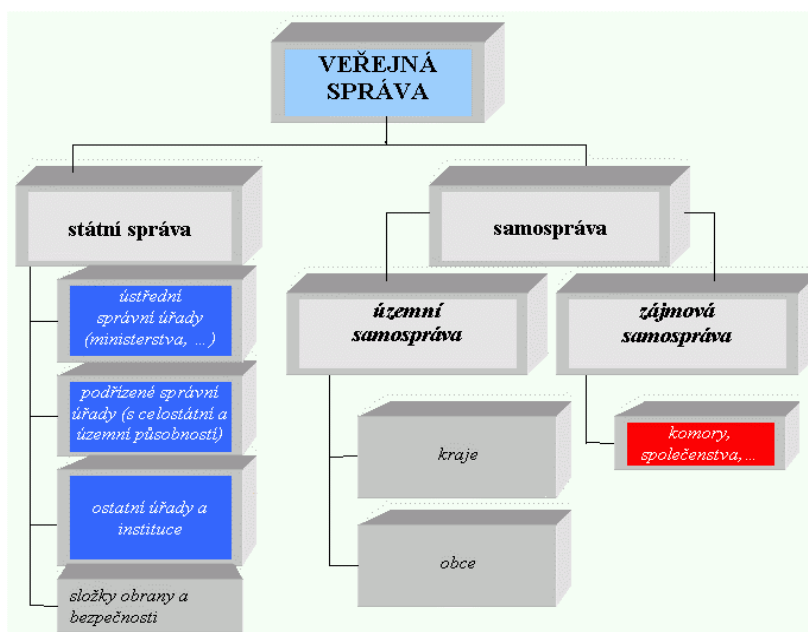 VEŘEJNÁ
SPRÁVA
státní správa
samospráva
ústřední
správní úřady
(ministerstva, ...)
podřízené správní
úřady (s celostátní a
územní působností)
ostatní úřady a
instituce
složky obrany a
bezpečnosti
územní
samospráva
zájmová
samospráva
kraje
obce
komory,
společenstva,...